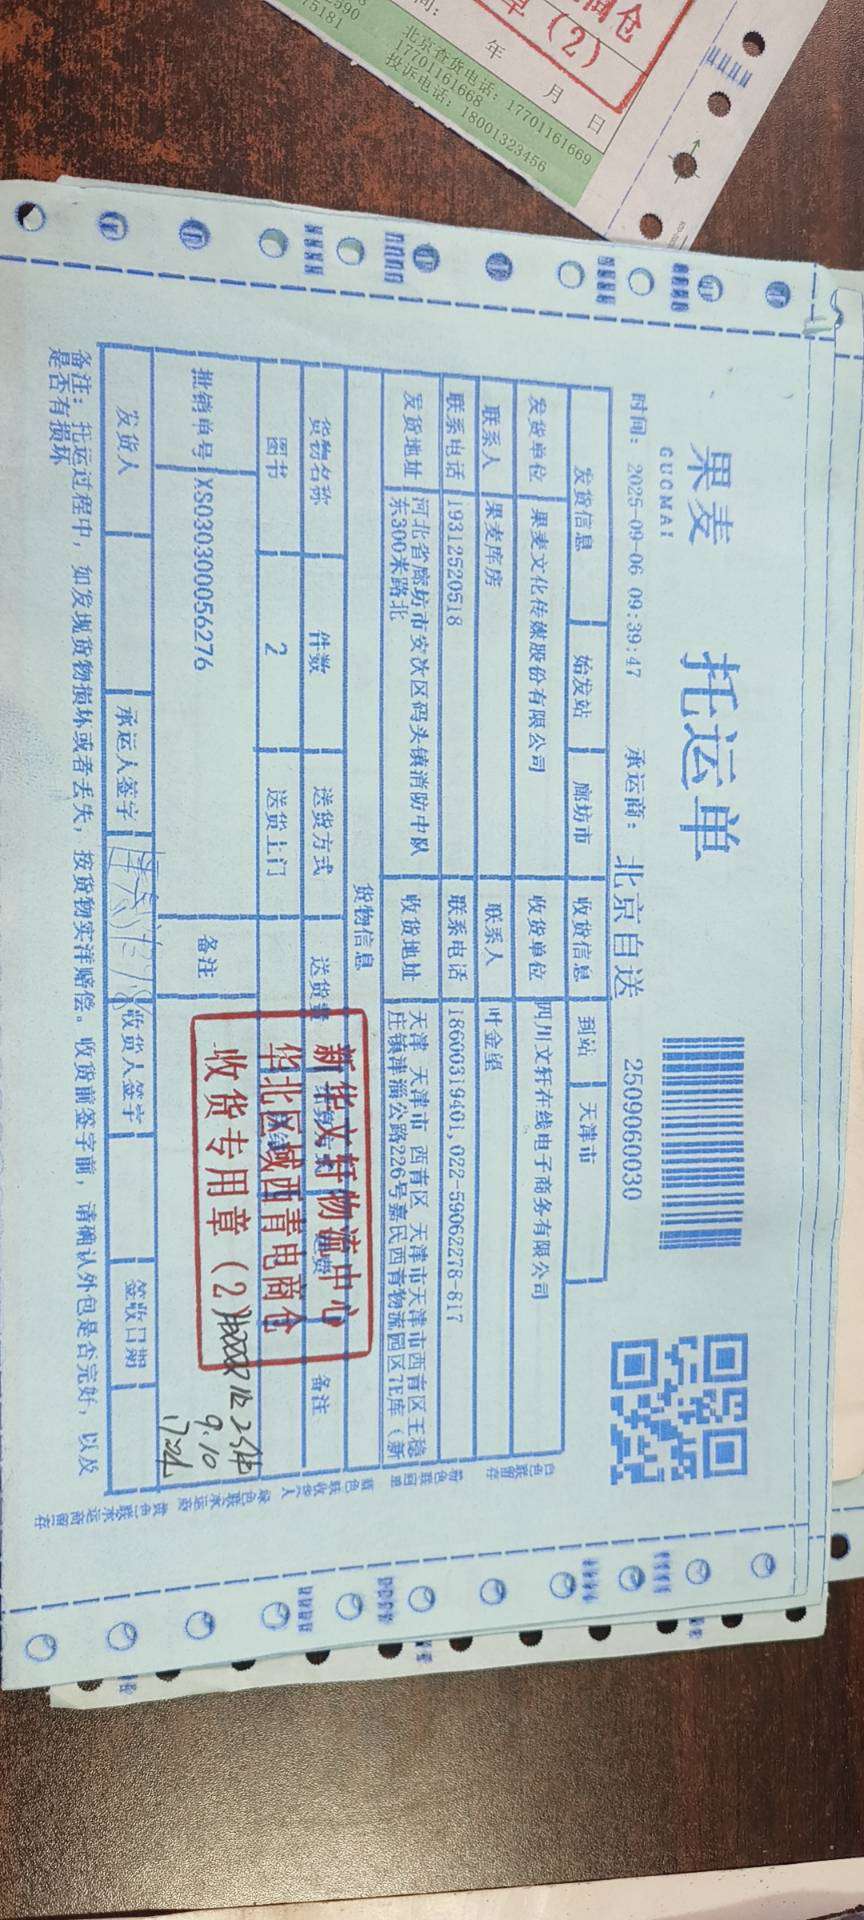 北京查货电话：17701161669
17701161668
投诉电话：18001323456
年 月 日
(2)
果麦 托运单
GUOMAI
时间：2025-09-06 09:39:47 承运商：北京自送 2509060030
发货信息 始发站 廊坊市 收货信息 到站 天津市
发货单位 果麦文化传媒股份有限公司 收货单位 四川文轩在线电子商务有限公司
联系人 果麦库房 联系人 叶金望
联系电话 19312520518 联系电话 18600319401,022-59062278-817
发货地址 河北省廊坊市安次区码头镇消防中队东300米路北 收货地址 天津 天津市 西青区 天津市天津市西青区王稳庄镇津淄公路226号嘉民西青物流园区7E库（新
货物信息
货物名称 件数 送货方式 送货费 备注
图书 2 送货上门
批销单号 XS030300056276 备注
新华文轩物流中心
华北区域西青电商仓
收货专用章(2)
9.10
发货人 承运人签字 收货人签字 签收日期
备注：托运过程中，如发现货物损坏或者丢失，按货物实洋赔偿。收货前签字前，请确认外包是否完好，以及
是否有损坏